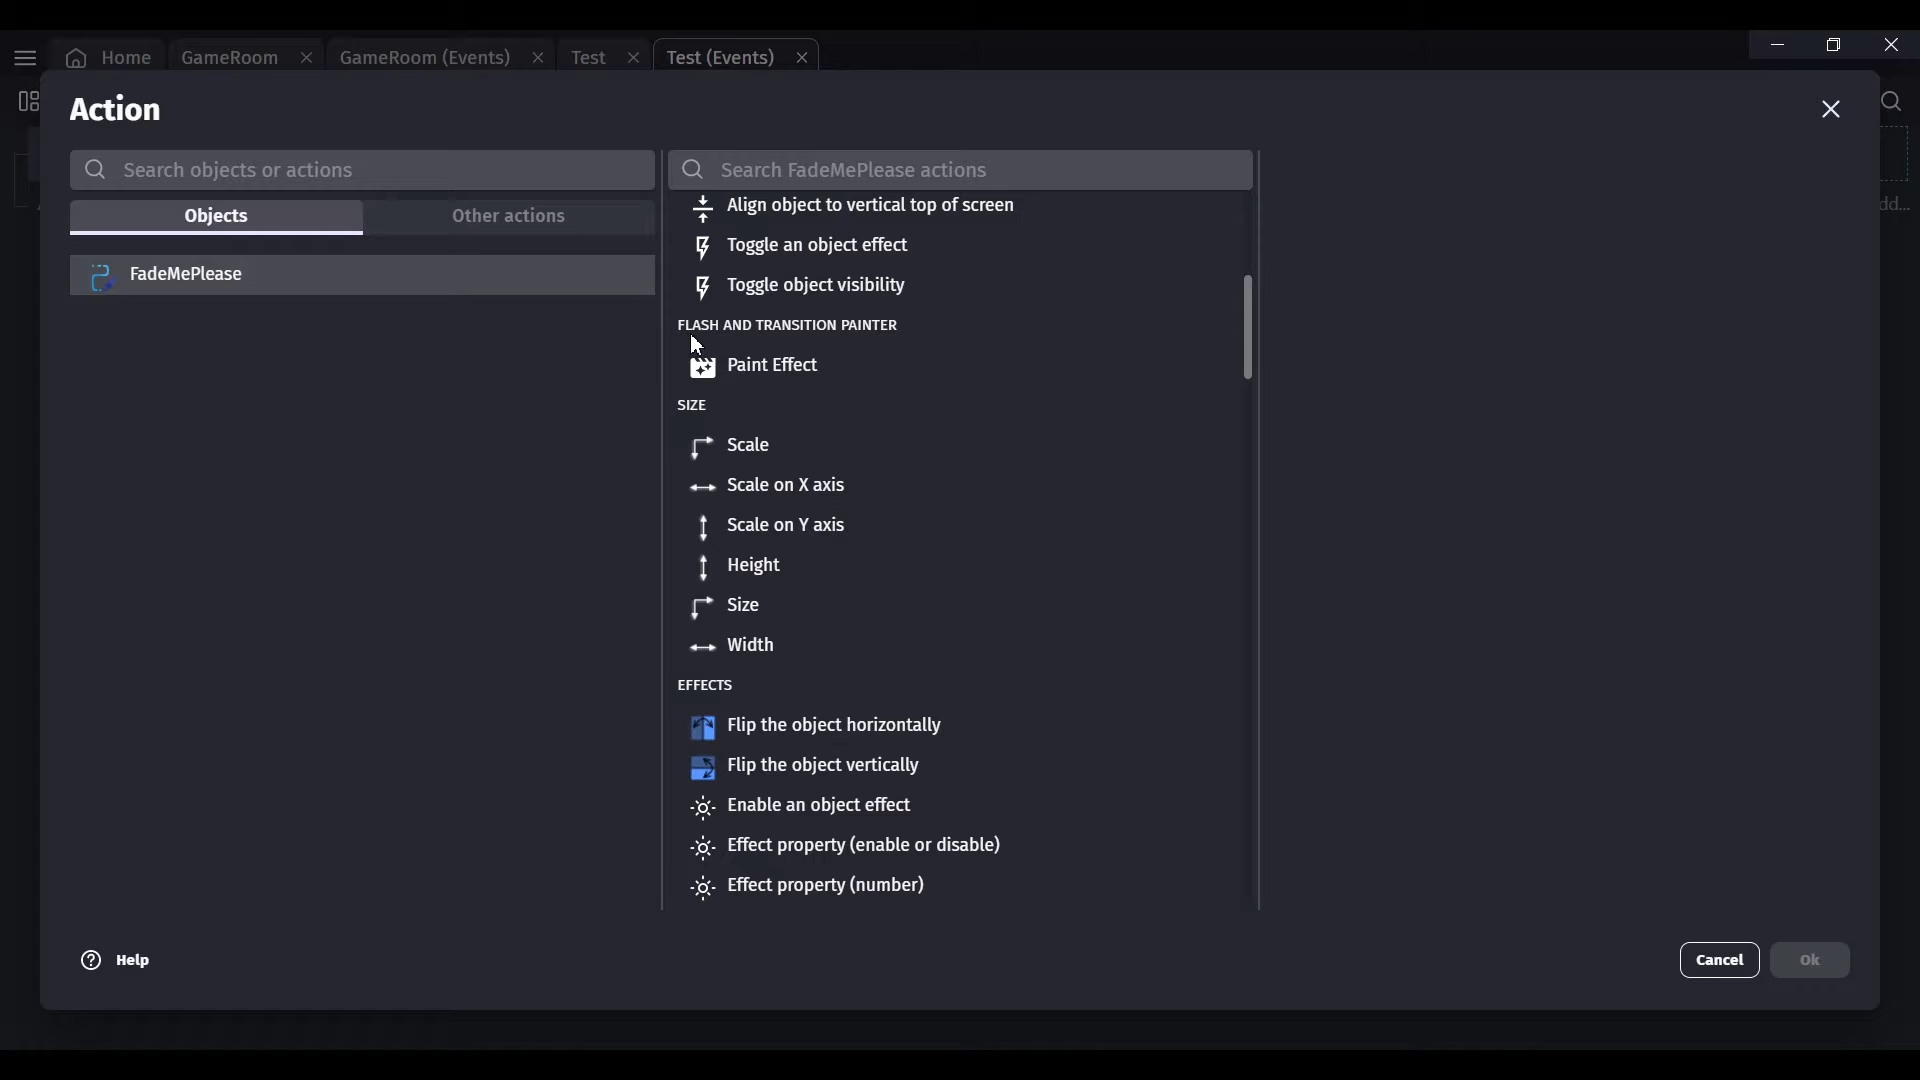 Home
GameRoom
GameRoom (Events)
Test
Test (Events)
Action
Search objects or actions
Objects
Other actions
FadeMePlease
Search FadeMePlease actions
Align object to vertical top of screen
Toggle an object effect
Toggle object visibility
FLASH AND TRANSITION PAINTER
Paint Effect
SIZE
Scale
Scale on X axis
Scale on Y axis
Height
Size
Width
EFFECTS
Flip the object horizontally
Flip the object vertically
Enable an object effect
Effect property (enable or disable)
Effect property (number)
dd...
Help
Cancel
Ok